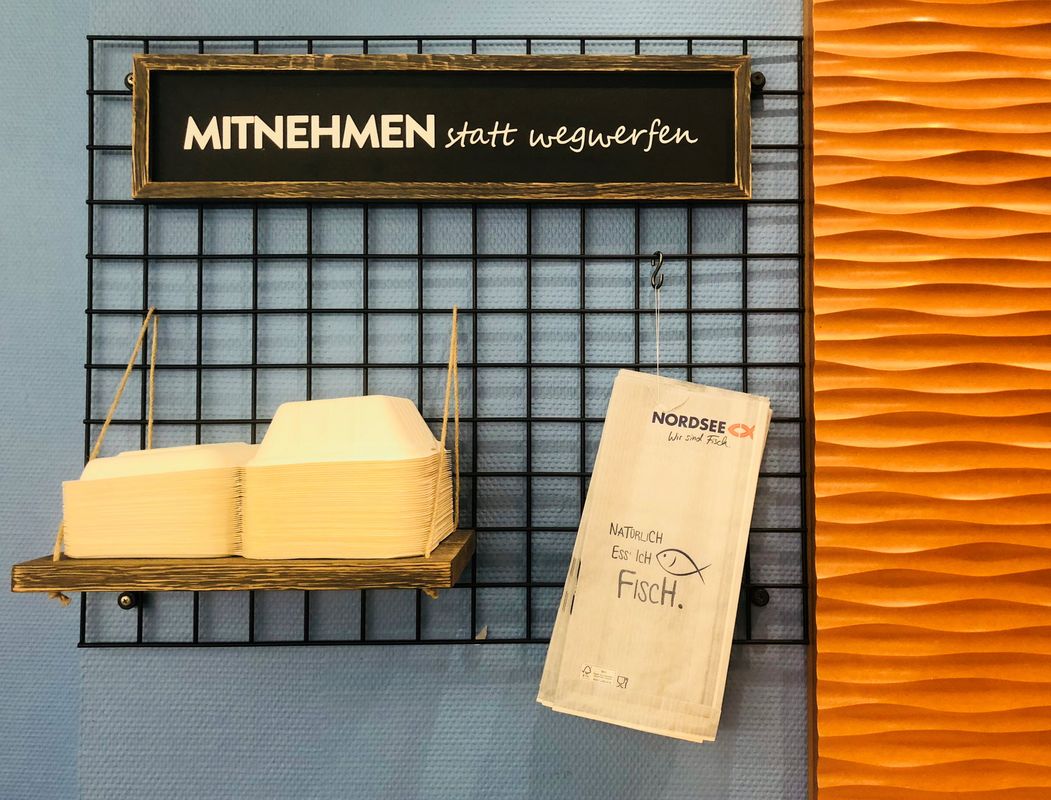 MITNEHMEN statt wegwerfen
NORDSEE
Wir sind Fisch.
NATÜRLICH
ESS' ICH
FISCH.